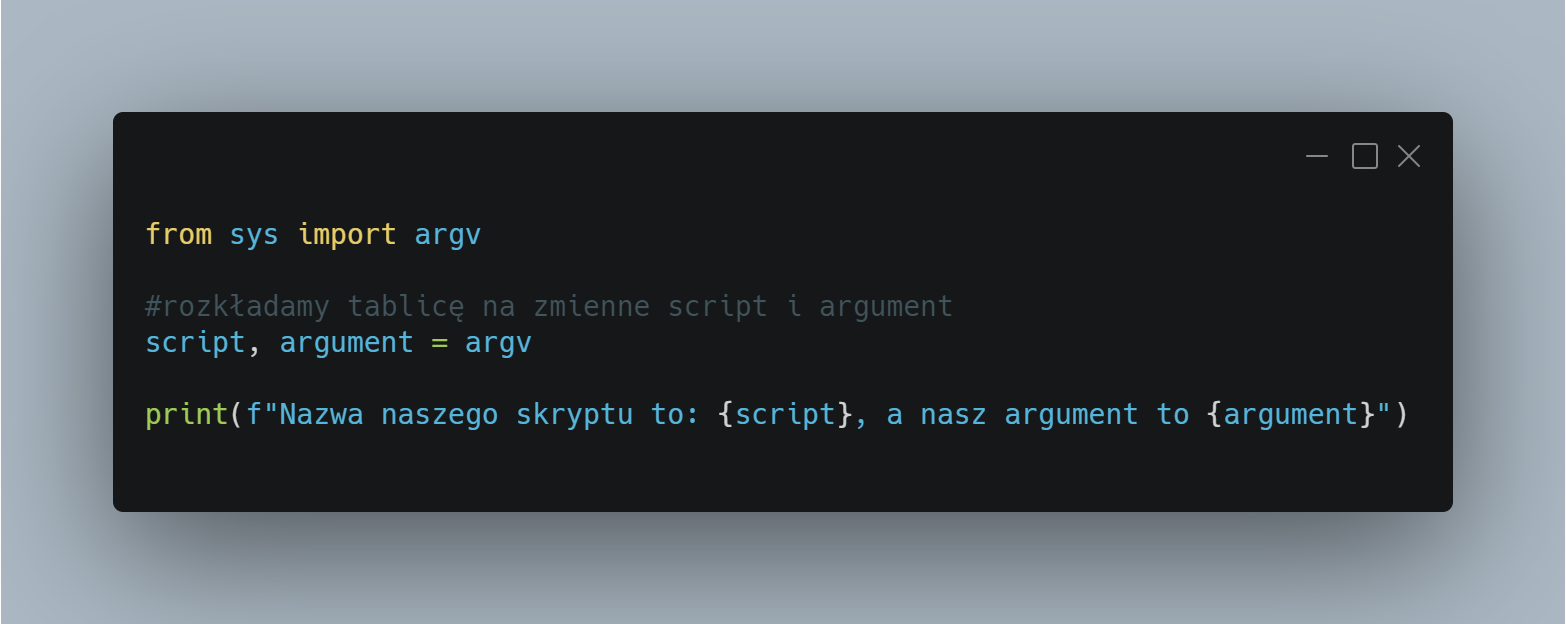 from sys import argv
#rozkładamy tablicę na zmienne script i argument
script, argument = argv
print(f"Nazwa naszego skryptu to: {script}, a nasz argument to {argument}")